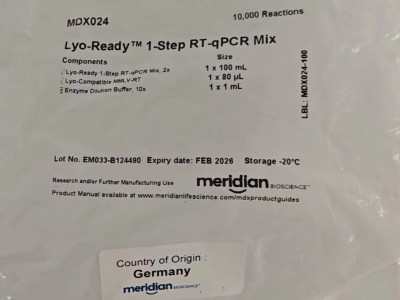 MDX024 10,000 Reactions
Lyo-Ready™ 1-Step RT-qPCR Mix
Components Size
Lyo-Ready 1-Step RT-qPCR Mix, 2x 1 x 100 mL
Lyo-Compatible MMLV-RT 1 x 80 µL
Enzyme Dilution Buffer, 10x 1 x 1 mL
LBL: MDX024-100
Lot No. EM033-B124490 Expiry date: FEB 2026 Storage -20°C
Research and/or Further Manufacturing Use meridian BIOSCIENCE™
Product Manual available at www.meridianlifescience.com/mdxproductguides
Country of Origin :
Germany
meridian BIOSCIENCE™